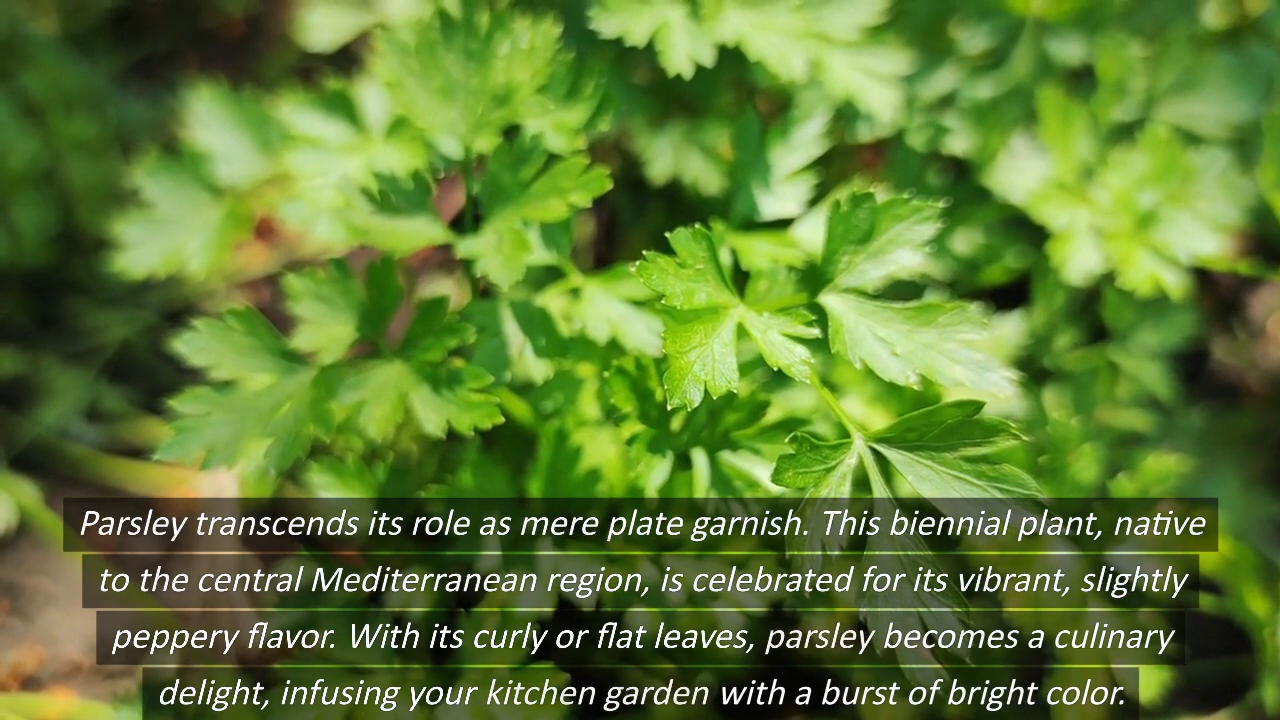 Parsley transcends its role as mere plate garnish. This biennial plant, native
to the central Mediterranean region, is celebrated for its vibrant, slightly
peppery flavor. With its curly or flat leaves, parsley becomes a culinary
delight, infusing your kitchen garden with a burst of bright color.